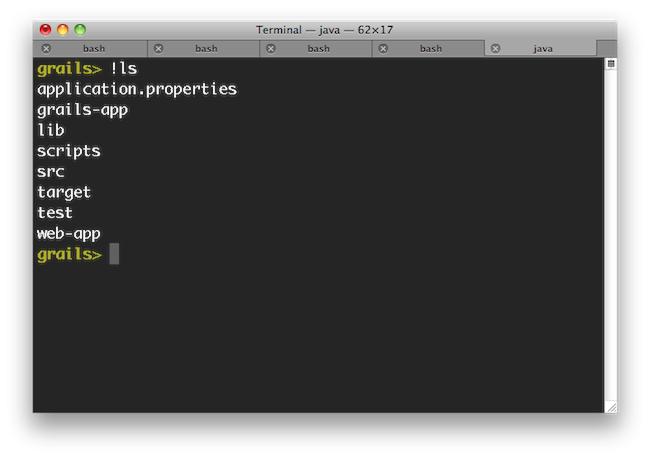 Terminal — java — 62×17
bash bash bash bash java
grails> !ls
application.properties
grails-app
lib
scripts
src
target
test
web-app
grails>